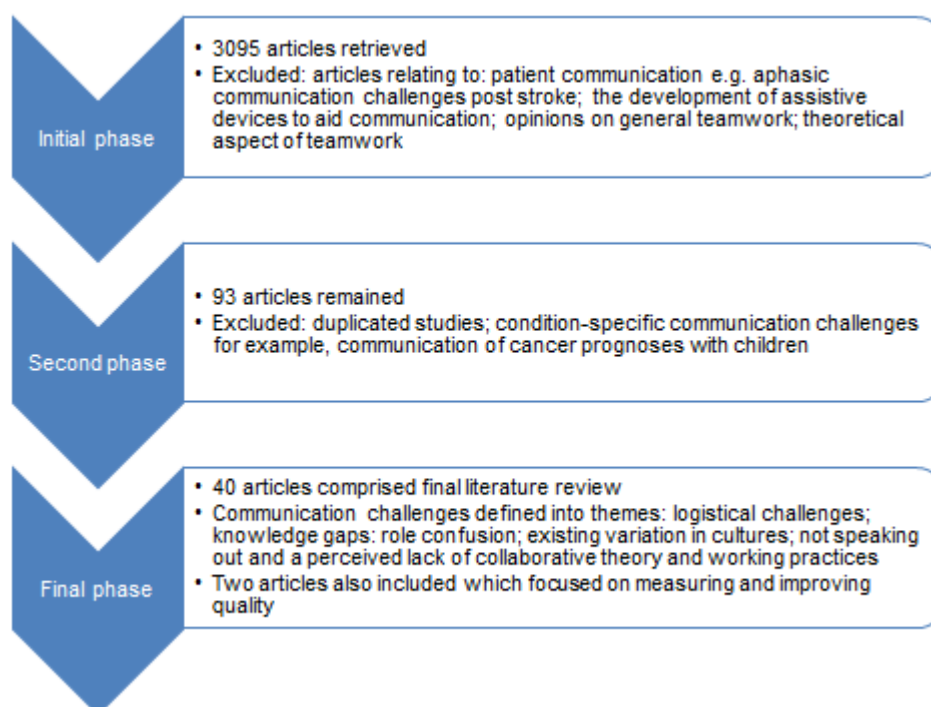 Initial phase
• 3095 articles retrieved
• Excluded: articles relating to: patient communication e.g. aphasic
communication challenges post stroke; the development of assistive
devices to aid communication; opinions on general teamwork; theoretical
aspect of teamwork
Second phase
• 93 articles remained
• Excluded: duplicated studies; condition-specific communication challenges
for example, communication of cancer prognoses with children
Final phase
• 40 articles comprised final literature review
• Communication challenges defined into themes: logistical challenges;
knowledge gaps: role confusion; existing variation in cultures; not speaking
out and a perceived lack of collaborative theory and working practices
• Two articles also included which focused on measuring and improving
quality